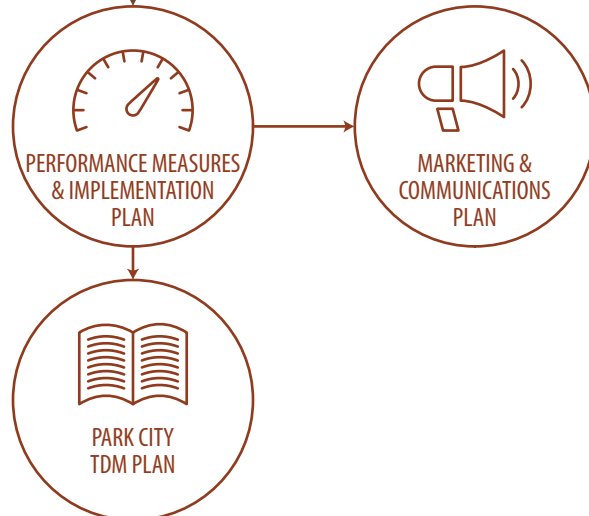 PERFORMANCE MEASURES
& IMPLEMENTATION
PLAN
MARKETING &
COMMUNICATIONS
PLAN
PARK CITY
TDM PLAN